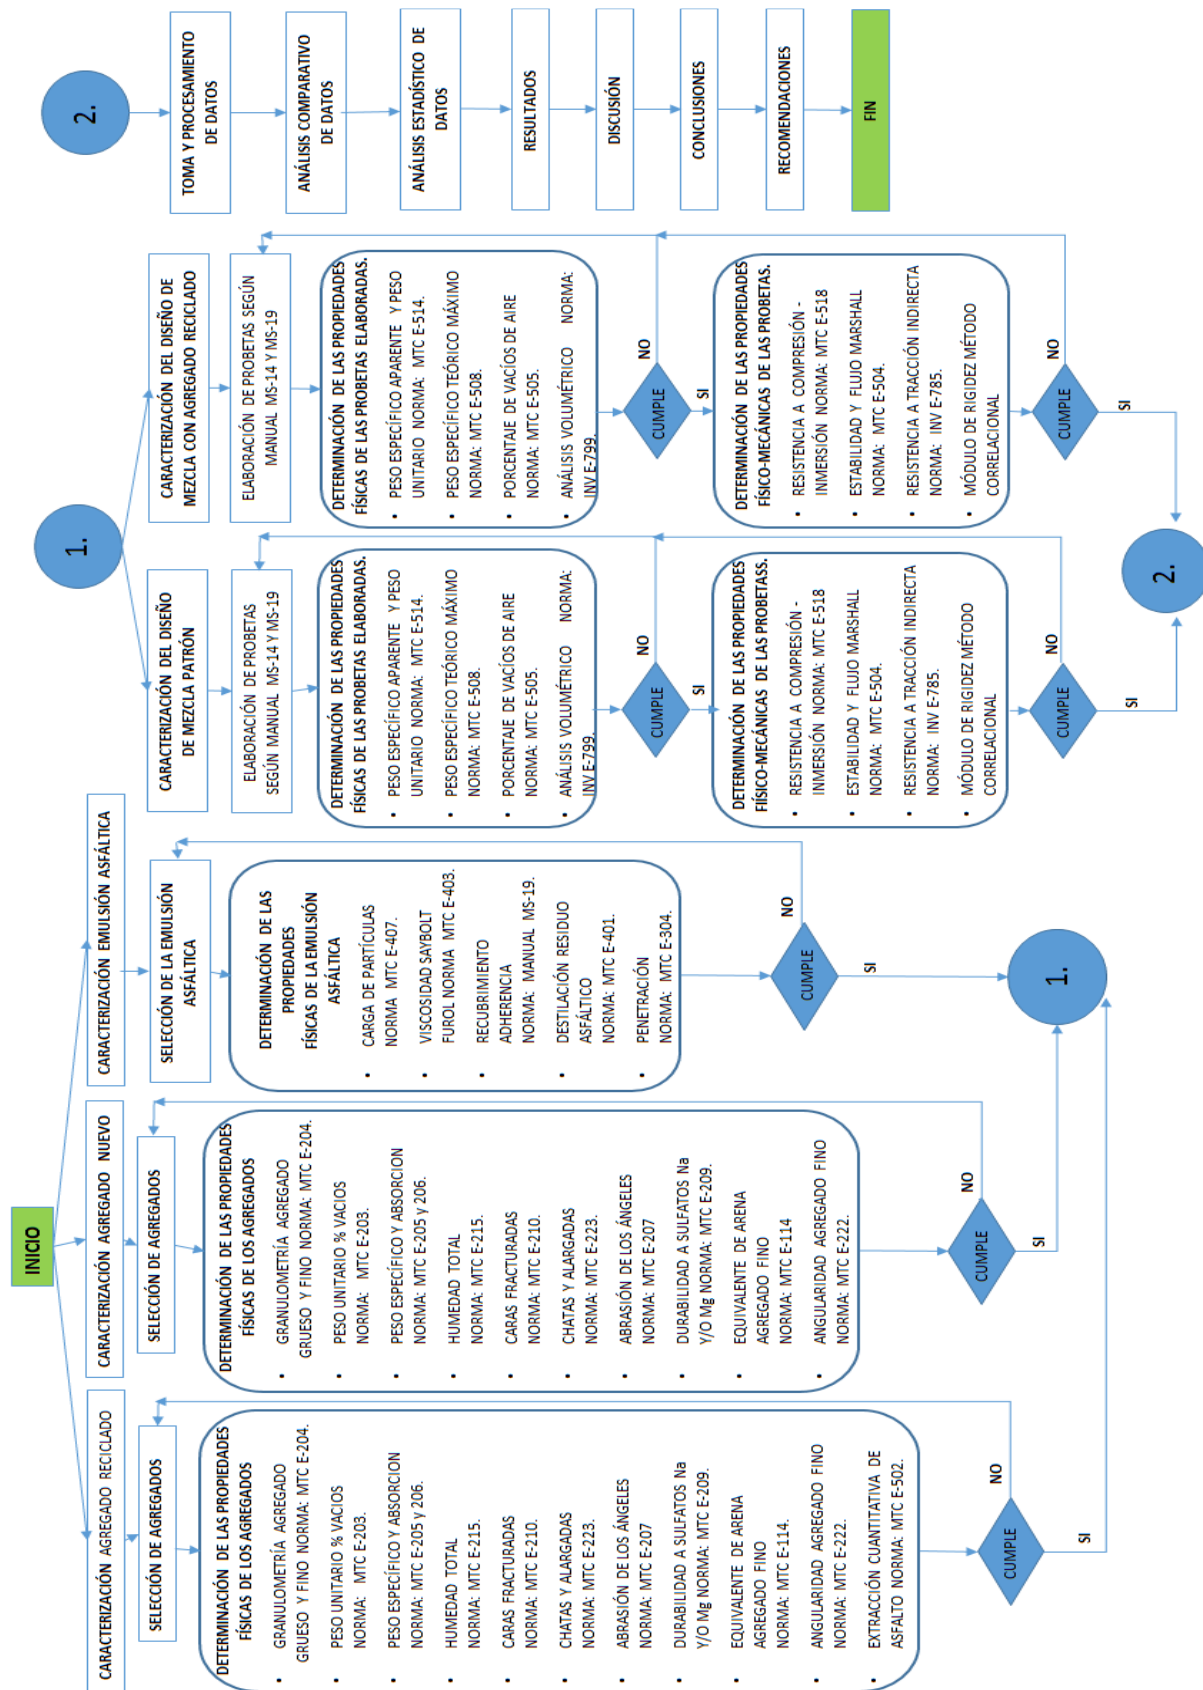 INICIO
CARACTERIZACIÓN AGREGADO RECICLADO
SELECCIÓN DE AGREGADOS
DETERMINACIÓN DE LAS PROPIEDADES
FÍSICAS DE LOS AGREGADOS
• GRANULOMETRÍA AGREGADO
GRUESO Y FINO NORMA: MTC E-204.
• PESO UNITARIO % VACIOS
NORMA: MTC E-203.
• PESO ESPECÍFICO Y ABSORCION
NORMA: MTC E-205 y 206.
• HUMEDAD TOTAL
NORMA: MTC E-215.
• CARAS FRACTURADAS
NORMA: MTC E-210.
• CHATAS Y ALARGADAS
NORMA: MTC E-223.
• ABRASIÓN DE LOS ÁNGELES
NORMA: MTC E-207
• DURABILIDAD A SULFATOS Na
Y/O Mg NORMA: MTC E-209.
• EQUIVALENTE DE ARENA
AGREGADO FINO
NORMA: MTC E-114.
• ANGULARIDAD AGREGADO FINO
NORMA: MTC E-222.
• EXTRACCIÓN CUANTITATIVA DE
ASFALTO NORMA: MTC E-502.
CUMPLE
NO
SI
CARACTERIZACIÓN AGREGADO NUEVO
SELECCIÓN DE AGREGADOS
DETERMINACIÓN DE LAS PROPIEDADES
FÍSICAS DE LOS AGREGADOS
• GRANULOMETRÍA AGREGADO
GRUESO Y FINO NORMA: MTC E-204.
• PESO UNITARIO % VACIOS
NORMA: MTC E-203.
• PESO ESPECÍFICO Y ABSORCION
NORMA: MTC E-205 y 206.
• HUMEDAD TOTAL
NORMA: MTC E-215.
• CARAS FRACTURADAS
NORMA: MTC E-210.
• CHATAS Y ALARGADAS
NORMA: MTC E-223.
• ABRASIÓN DE LOS ÁNGELES
NORMA: MTC E-207
• DURABILIDAD A SULFATOS Na
Y/O Mg NORMA: MTC E-209.
• EQUIVALENTE DE ARENA
AGREGADO FINO
NORMA: MTC E-114
• ANGULARIDAD AGREGADO FINO
NORMA: MTC E-222.
CUMPLE
NO
SI
CARACTERIZACIÓN EMULSIÓN ASFÁLTICA
SELECCIÓN DE LA EMULSIÓN
ASFÁLTICA
DETERMINACIÓN DE LAS
PROPIEDADES
FÍSICAS DE LA EMULSIÓN
ASFÁLTICA
• CARGA DE PARTÍCULAS
NORMA MTC E-407.
• VISCOSIDAD SAYBOLT
FUROL NORMA MTC E-403.
• RECUBRIMIENTO
ADHERENCIA
NORMA: MANUAL MS-19.
• DESTILACIÓN RESIDUO
ASFÁLTICO
NORMA: MTC E-401.
• PENETRACIÓN
NORMA: MTC E-304.
CUMPLE
NO
SI
1.
1.
CARACTERIZACIÓN DEL DISEÑO
DE MEZCLA PATRÓN
ELABORACIÓN DE PROBETAS
SEGÚN MANUAL MS-14 Y MS-19
DETERMINACIÓN DE LAS PROPIEDADES
FÍSICAS DE LAS PROBETAS ELABORADAS.
• PESO ESPECÍFICO APARENTE Y PESO
UNITARIO NORMA: MTC E-514.
• PESO ESPECÍFICO TEÓRICO MÁXIMO
NORMA: MTC E-508.
• PORCENTAJE DE VACÍOS DE AIRE
NORMA: MTC E-505.
• ANÁLISIS VOLUMÉTRICO NORMA:
INV E-799.
CUMPLE
NO
SI
DETERMINACIÓN DE LAS PROPIEDADES
FIÍSICO-MECÁNICAS DE LAS PROBETASS.
• RESISTENCIA A COMPRESIÓN -
INMERSIÓN NORMA: MTC E-518
• ESTABILIDAD Y FLUJO MARSHALL
NORMA: MTC E-504.
• RESISTENCIA A TRACCIÓN INDIRECTA
NORMA: INV E-785.
• MÓDULO DE RIGIDEZ MÉTODO
CORRELACIONAL
CUMPLE
NO
SI
CARACTERIZACIÓN DEL DISEÑO DE
MEZCLA CON AGREGADO RECICLADO
ELABORACIÓN DE PROBETAS SEGÚN
MANUAL MS-14 Y MS-19
DETERMINACIÓN DE LAS PROPIEDADES
FÍSICAS DE LAS PROBETAS ELABORADAS.
• PESO ESPECÍFICO APARENTE Y PESO
UNITARIO NORMA: MTC E-514.
• PESO ESPECÍFICO TEÓRICO MÁXIMO
NORMA: MTC E-508.
• PORCENTAJE DE VACÍOS DE AIRE
NORMA: MTC E-505.
• ANÁLISIS VOLUMÉTRICO NORMA:
INV E-799.
CUMPLE
NO
SI
DETERMINACIÓN DE LAS PROPIEDADES
FÍSICO-MECÁNICAS DE LAS PROBETAS.
• RESISTENCIA A COMPRESIÓN -
INMERSIÓN NORMA: MTC E-518
• ESTABILIDAD Y FLUJO MARSHALL
NORMA: MTC E-504.
• RESISTENCIA A TRACCIÓN INDIRECTA
NORMA: INV E-785.
• MÓDULO DE RIGIDEZ MÉTODO
CORRELACIONAL
CUMPLE
NO
SI
2.
2.
TOMA Y PROCESAMIENTO
DE DATOS
ANÁLISIS COMPARATIVO
DE DATOS
ANÁLISIS ESTADÍSTICO DE
DATOS
RESULTADOS
DISCUSIÓN
CONCLUSIONES
RECOMENDACIONES
FIN